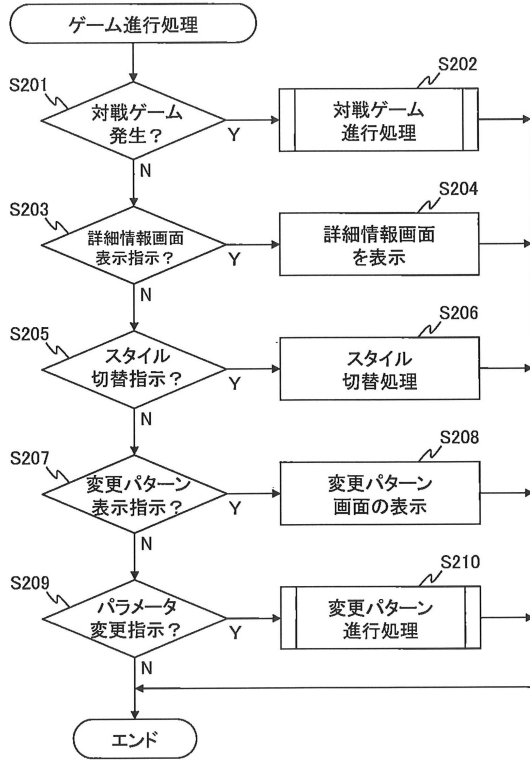 ゲーム進行処理
S201
対戦ゲーム
発生?
Y
N
S202
対戦ゲーム
進行処理
S203
詳細情報画面
表示指示?
Y
N
S204
詳細情報画面
を表示
S205
スタイル
切替指示?
Y
N
S206
スタイル
切替処理
S207
変更パターン
表示指示?
Y
N
S208
変更パターン
画面の表示
S209
パラメータ
変更指示?
Y
N
S210
変更パターン
進行処理
エンド